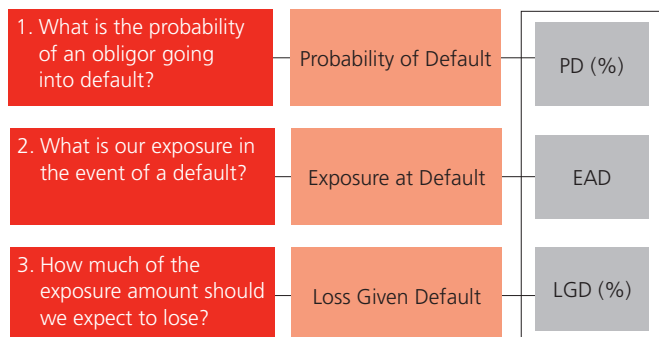 1. What is the probability
of an obligor going
into default?
Probability of Default
PD (%)
2. What is our exposure in
the event of a default?
Exposure at Default
EAD
3. How much of the
exposure amount should
we expect to lose?
Loss Given Default
LGD (%)